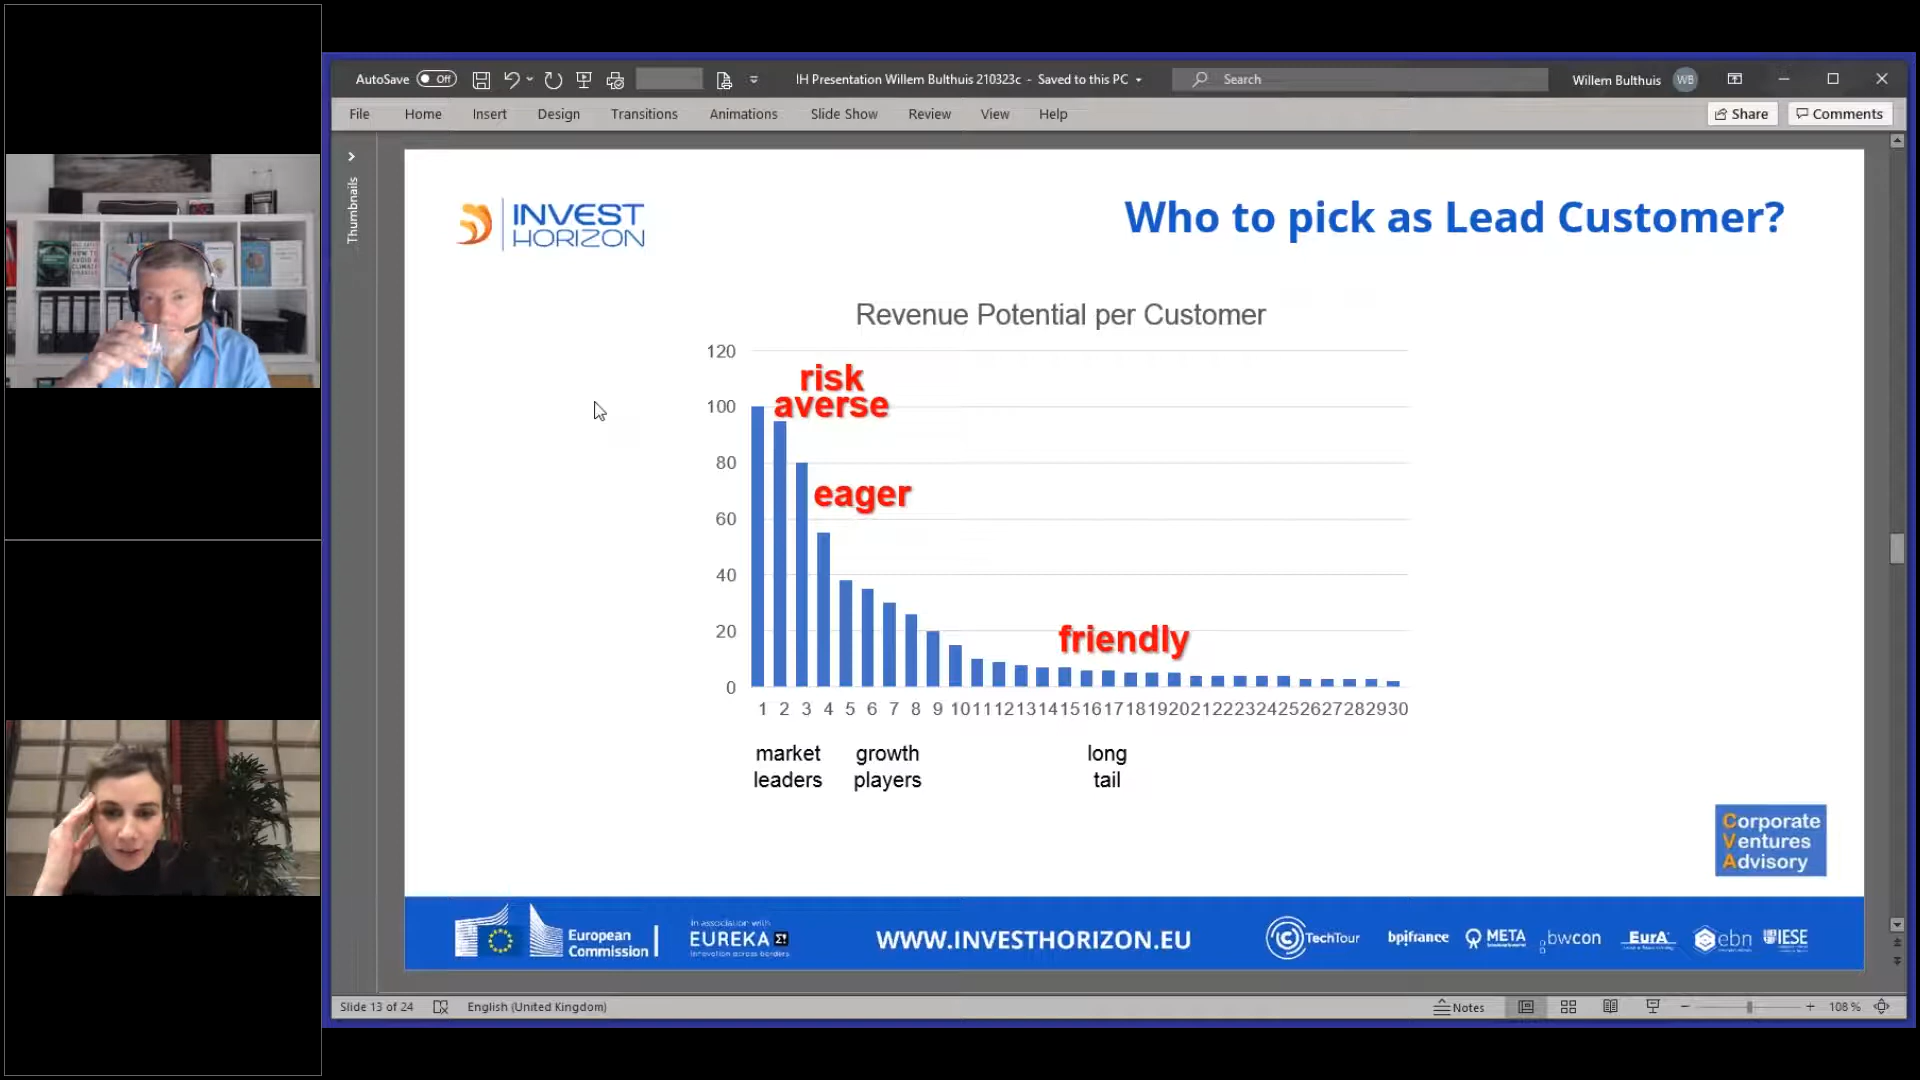 AutoSave Off
IH Presentation Willem Bulthuis 210323c - Saved to this PC
Search
Willem Bulthuis WB
File Home Insert Design Transitions Animations Slide Show Review View Help
Share Comments
Thumbnails
INVEST
HORIZON
Who to pick as Lead Customer?
Revenue Potential per Customer
120
100
80
60
40
20
0
risk
averse
eager
friendly
1 2 3 4 5 6 7 8 9 10 11 12 13 14 15 16 17 18 19 20 21 22 23 24 25 26 27 28 29 30
market
leaders
growth
players
long
tail
Corporate
Ventures
Advisory
European
Commission
In association with
EUREKA
innovation across borders
WWW.INVESTHORIZON.EU
TechTour
bpifrance
META
bwcon
EurA
ebn
IESE
Slide 13 of 24
English (United Kingdom)
Notes
108 %